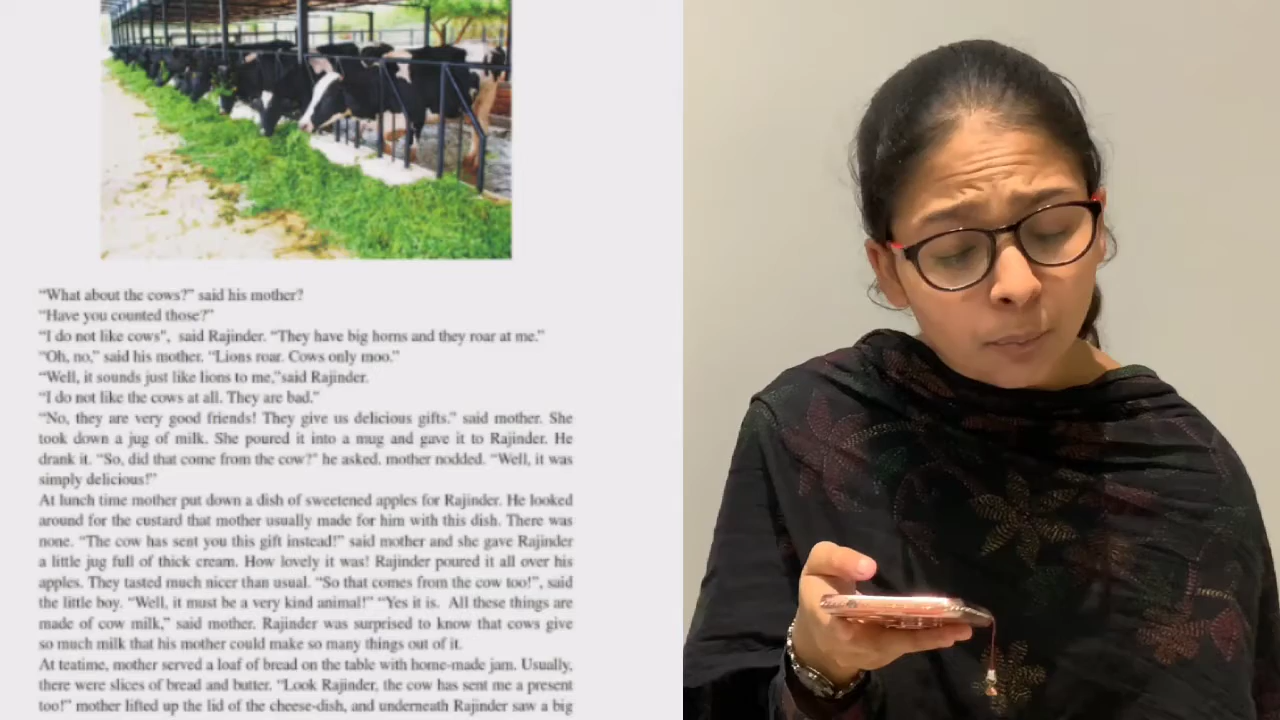 “What about the cows?” said his mother?
“Have you counted those?”
“I do not like cows", said Rajinder. “They have big horns and they roar at me.”
“Oh, no,” said his mother. “Lions roar. Cows only moo.”
“Well, it sounds just like lions to me,”said Rajinder.
“I do not like the cows at all. They are bad.”
“No, they are very good friends! They give us delicious gifts.” said mother. She
took down a jug of milk. She poured it into a mug and gave it to Rajinder. He
drank it. “So, did that come from the cow?” he asked. mother nodded. “Well, it was
simply delicious!”
At lunch time mother put down a dish of sweetened apples for Rajinder. He looked
around for the custard that mother usually made for him with this dish. There was
none. “The cow has sent you this gift instead!” said mother and she gave Rajinder
a little jug full of thick cream. How lovely it was! Rajinder poured it all over his
apples. They tasted much nicer than usual. “So that comes from the cow too!”, said
the little boy. “Well, it must be a very kind animal!” “Yes it is. All these things are
made of cow milk,” said mother. Rajinder was surprised to know that cows give
so much milk that his mother could make so many things out of it.
At teatime, mother served a loaf of bread on the table with home-made jam. Usually,
there were slices of bread and butter. “Look Rajinder, the cow has sent me a present
too!” mother lifted up the lid of the cheese-dish, and underneath Rajinder saw a big